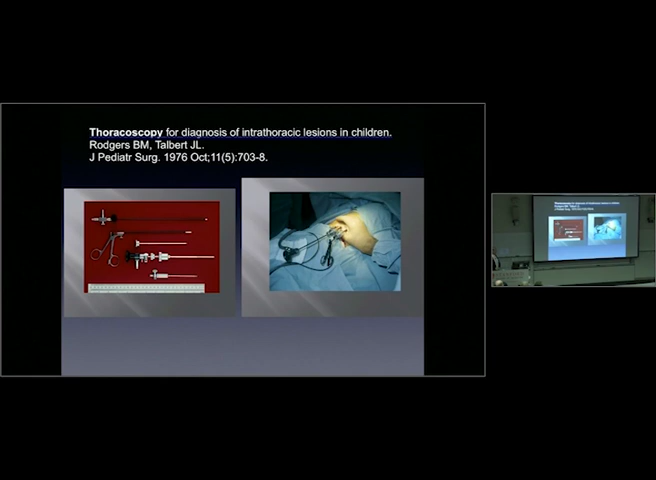 Thoracoscopy for diagnosis of intrathoracic lesions in children.
Rodgers BM, Talbert JL.
J Pediatr Surg. 1976 Oct;11(5):703-8.